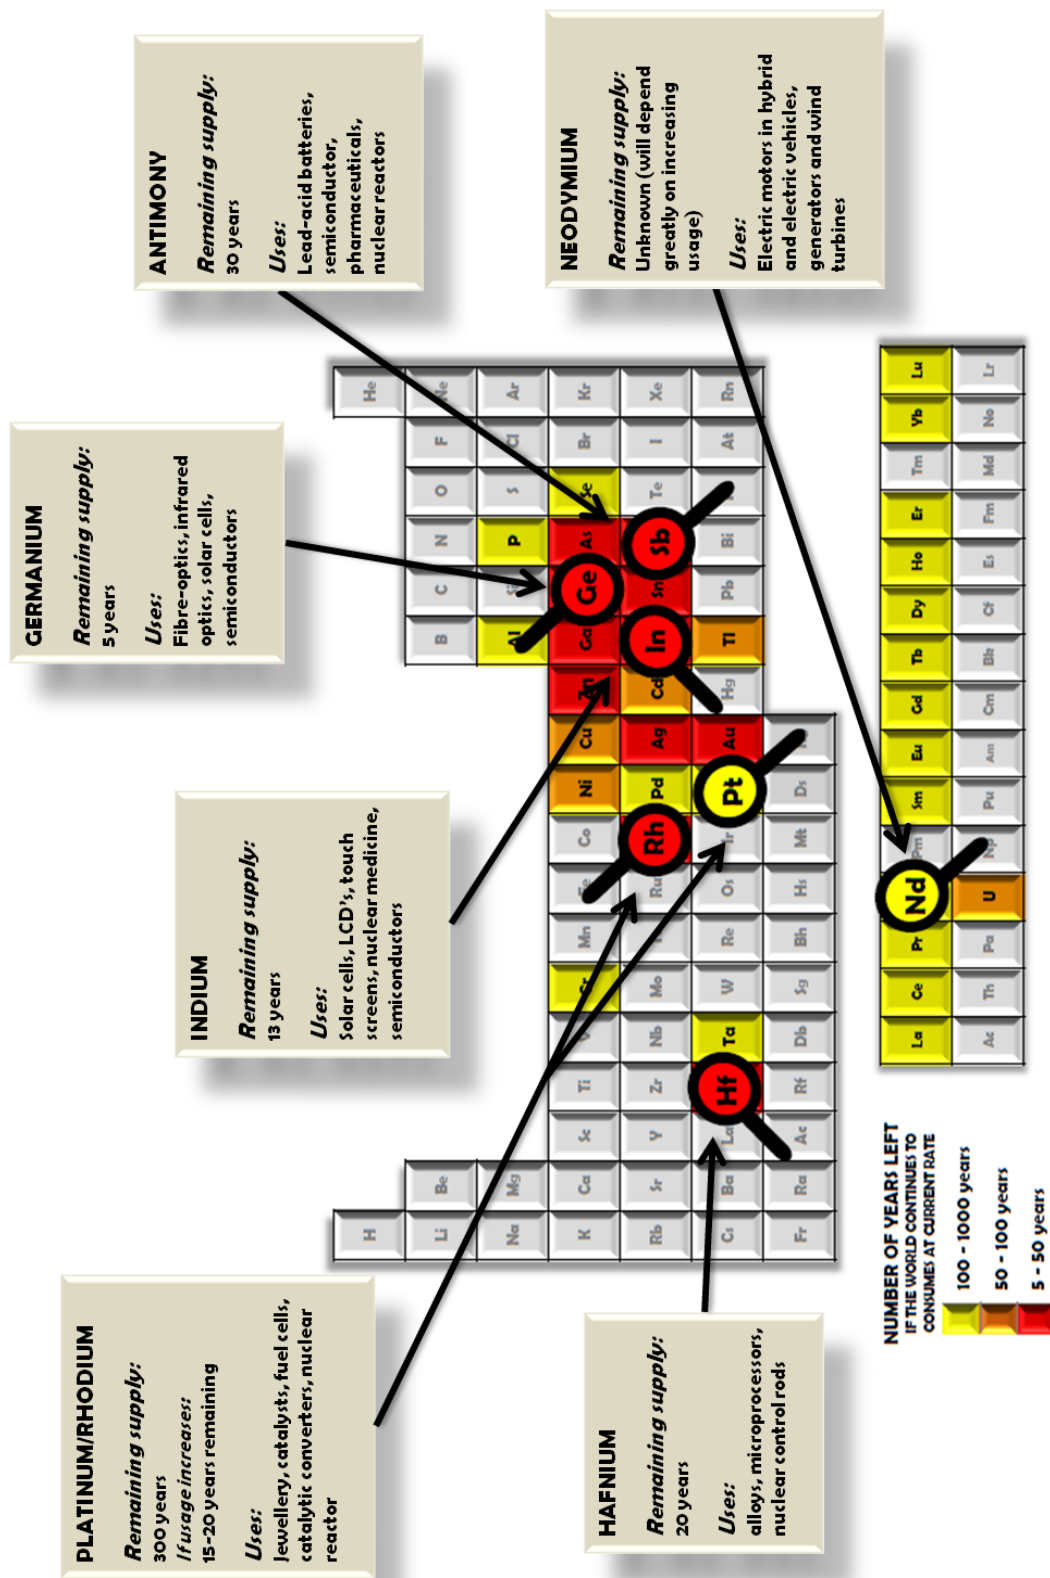 PLATINUM/RHODIUM
Remaining supply:
300 years
If usage increases:
15-20 years remaining
Uses:
Jewellery, catalysts, fuel cells,
catalytic converters, nuclear
reactor
INDIUM
Remaining supply:
13 years
Uses:
Solar cells, LCD's, touch
screens, nuclear medicine,
semiconductors
GERMANIUM
Remaining supply:
5 years
Uses:
Fibre-optics, infrared
optics, solar cells,
semiconductors
ANTIMONY
Remaining supply:
30 years
Uses:
Lead-acid batteries,
semiconductor,
pharmaceuticals,
nuclear reactors
H He
Li Be B C N O F Ne
Na Mg Al Si P S Cl Ar
K Ca Sc Ti V Cr Mn Fe Co Ni Cu Zn Ga Ge As Se Br Kr
Rb Sr Y Zr Nb Mo Ru Rh Pd Ag Cd In Sn Sb Te I Xe
Cs Ba La Hf Ta W Re Os Ir Pt Au Hg Tl Pb Bi At Rn
Fr Ra Ac Rf Db Sg Bh Hs Mt Ds
HAFNIUM
Remaining supply:
20 years
Uses:
alloys, microprocessors,
nuclear control rods
NEODYMIUM
Remaining supply:
Unknown (will depend
greatly on increasing
usage)
Uses:
Electric motors in hybrid
and electric vehicles,
generators and wind
turbines
La Ce Pr Nd Pm Sm Eu Gd Tb Dy Ho Er Tm Yb Lu
Ac Th Pa U Np Pu Am Cm Bk Cf Es Fm Md No Lr
NUMBER OF YEARS LEFT
IF THE WORLD CONTINUES TO
CONSUMES AT CURRENT RATE
100 - 1000 years
50 - 100 years
5 - 50 years